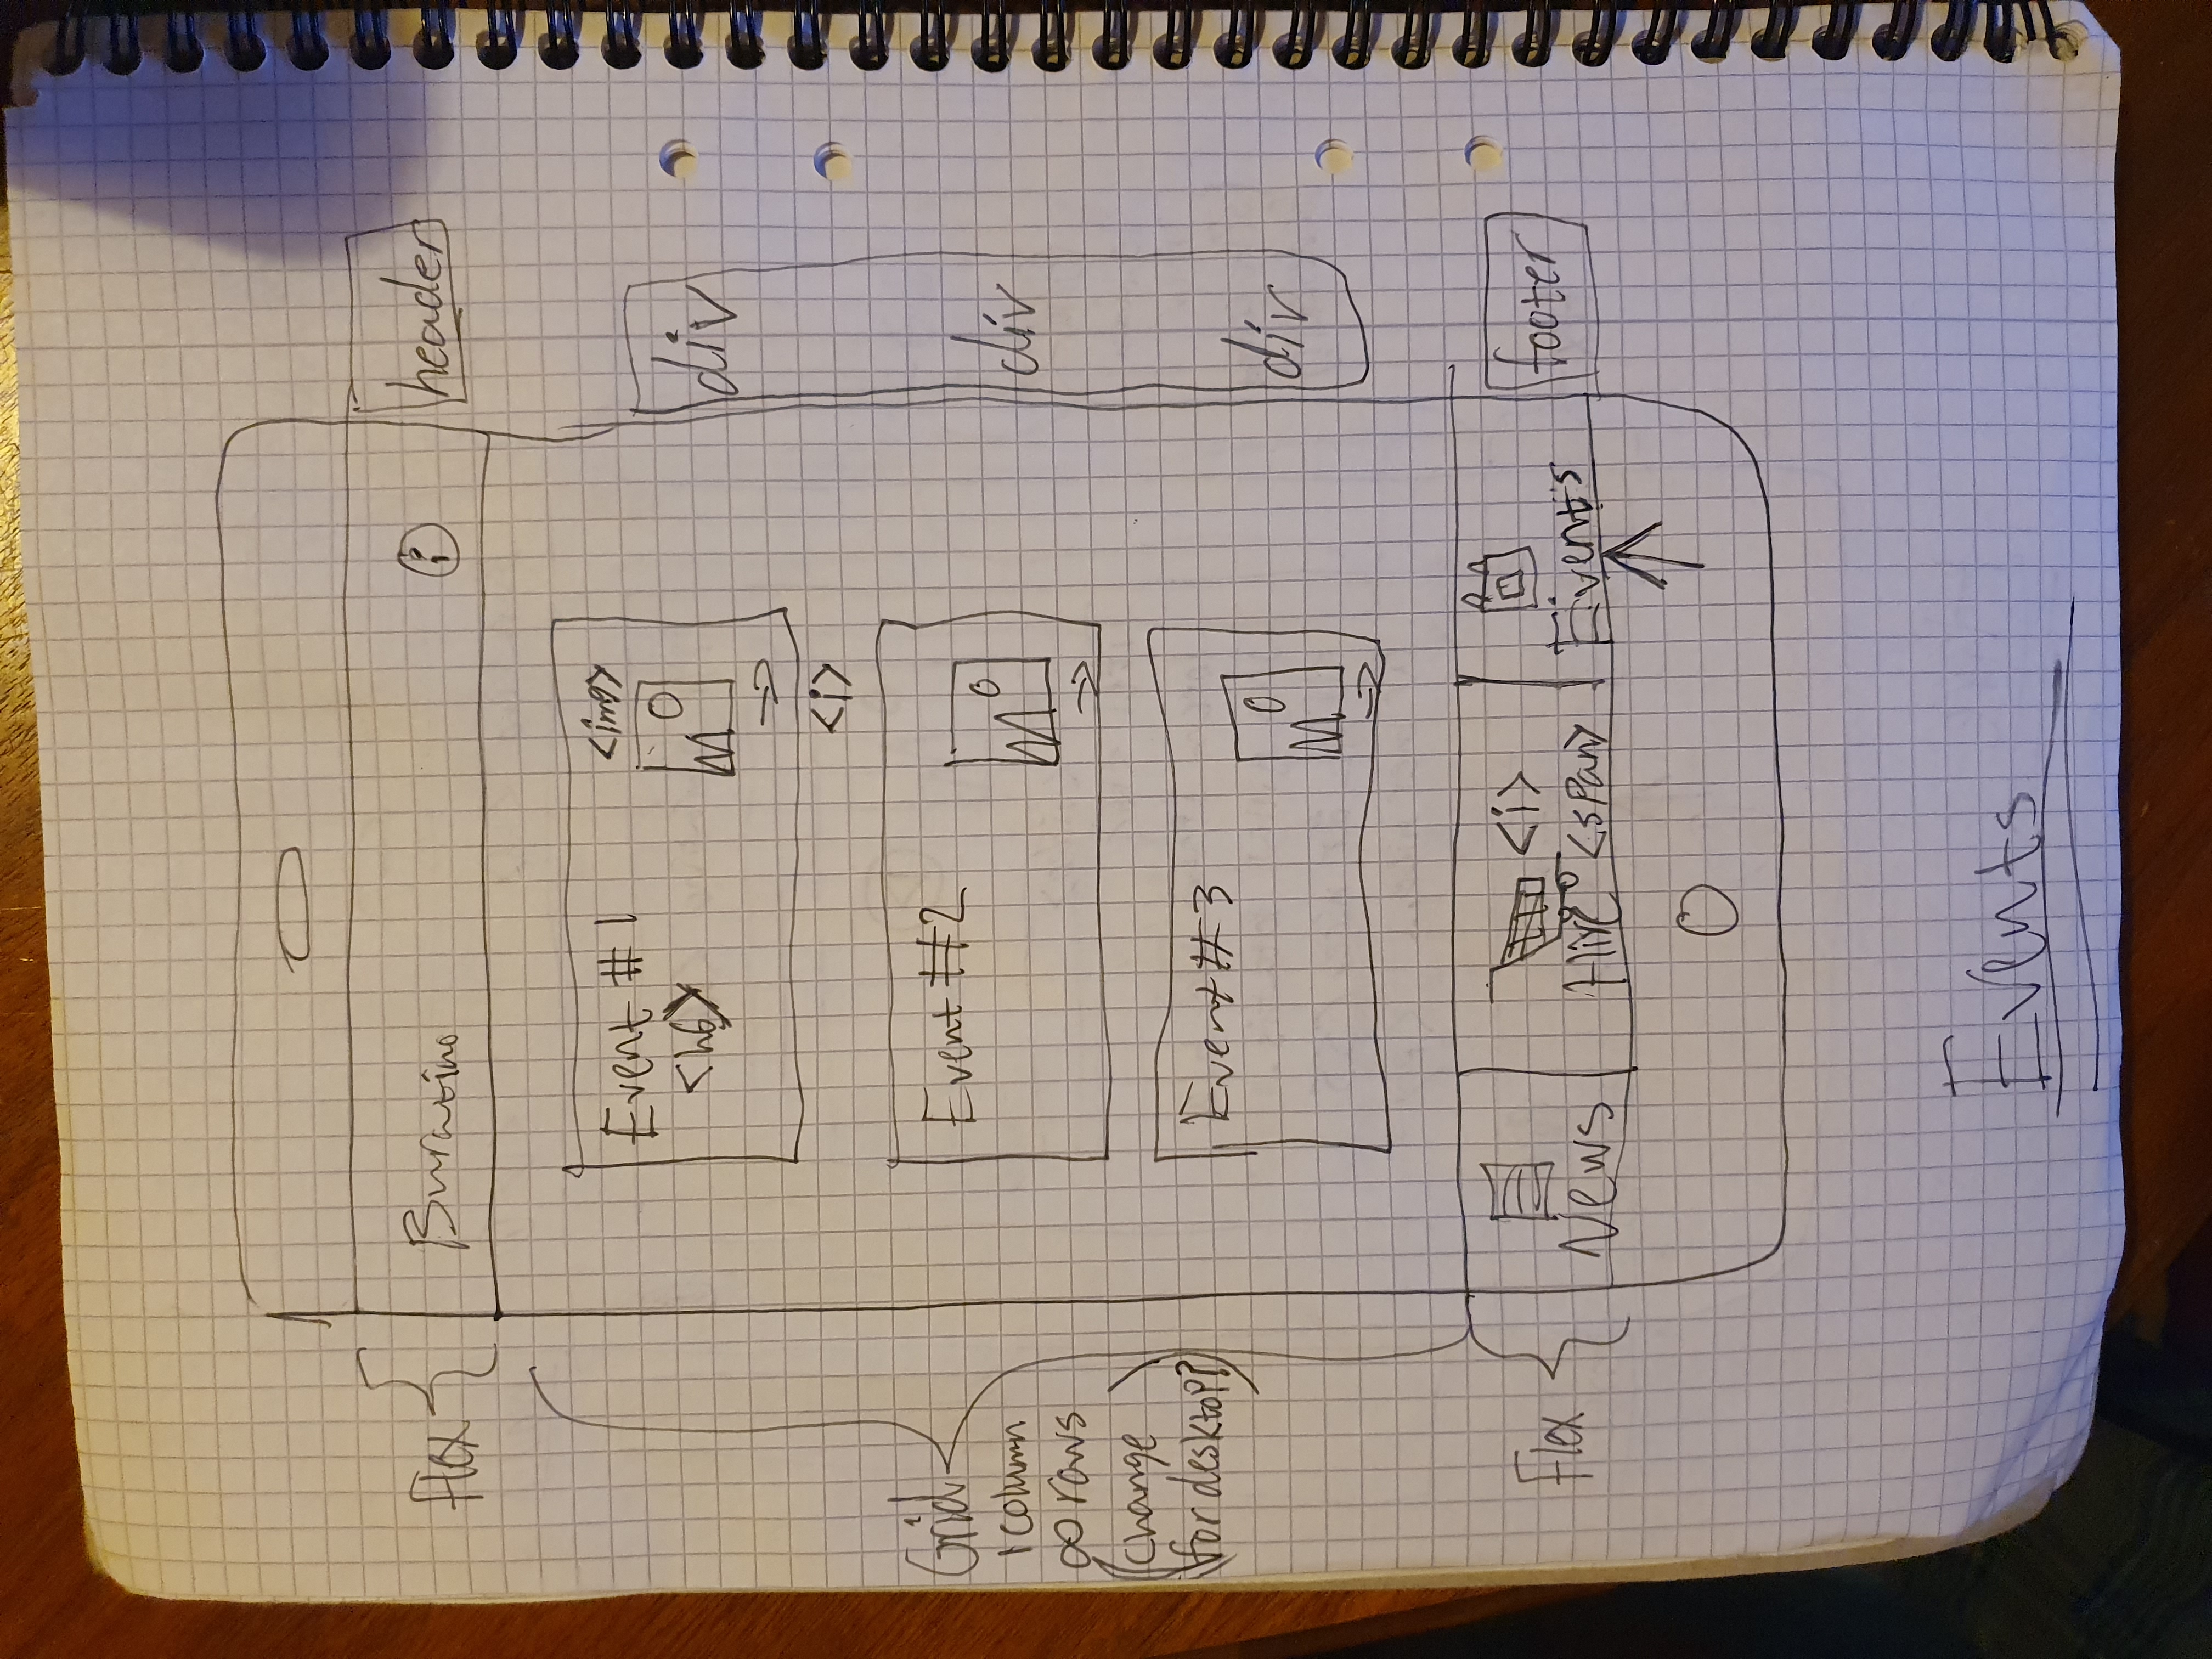 Flex
Buratino
i
header
Event #1
<h6>
<img>
<i>
div
Event #2
div
Grid
1 column
∞ rows
(change
for desktop?)
Event #3
div
Flex
News
<i>
Hire <span>
Events
footer
Events